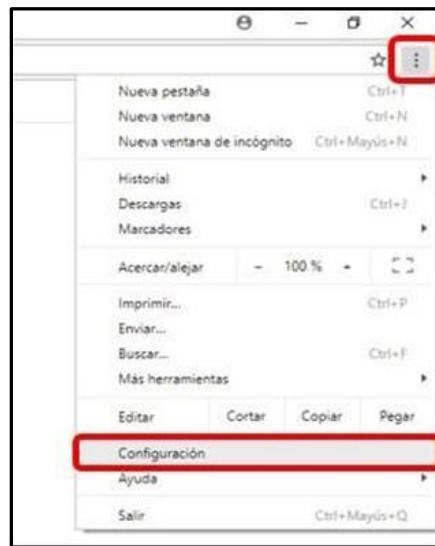 Nueva pestaña Ctrl+T
Nueva ventana Ctrl+N
Nueva ventana de incógnito Ctrl+Mayús+N
Historial
Descargas Ctrl+J
Marcadores
Acercar/alejar - 100 % +
Imprimir... Ctrl+P
Enviar...
Buscar... Ctrl+F
Más herramientas
Editar Cortar Copiar Pegar
Configuración
Ayuda
Salir Ctrl+Mayús+Q